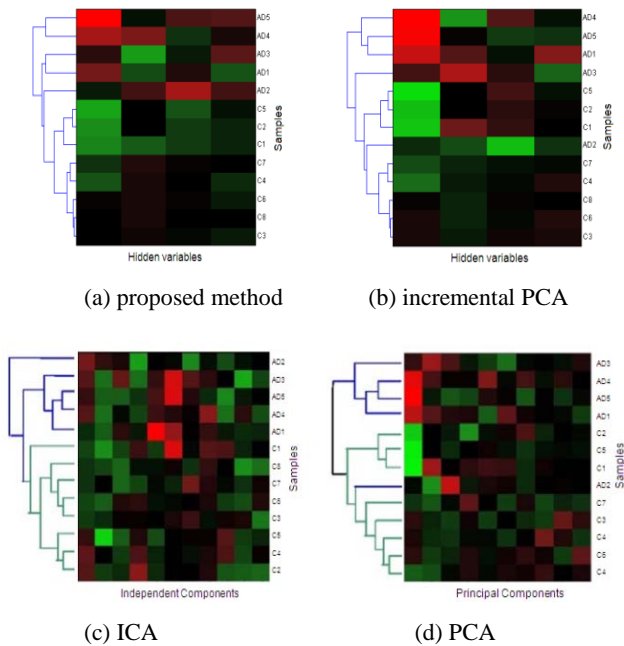 AD5
AD4
AD3
AD1
AD2
C5
C2
C1
C7
C4
C6
C8
C3
Samples
Hidden variables
(a) proposed method
AD4
AD5
AD1
AD3
C5
C2
C1
AD2
C7
C4
C8
C6
C3
Samples
Hidden variables
(b) incremental PCA
AD2
AD3
AD5
AD4
AD1
C1
C8
C7
C6
C3
C5
C4
C2
Samples
Independent Components
(c) ICA
AD3
AD4
AD5
AD1
C2
C5
C1
AD2
C7
C3
C4
C4
Samples
Principal Components
(d) PCA